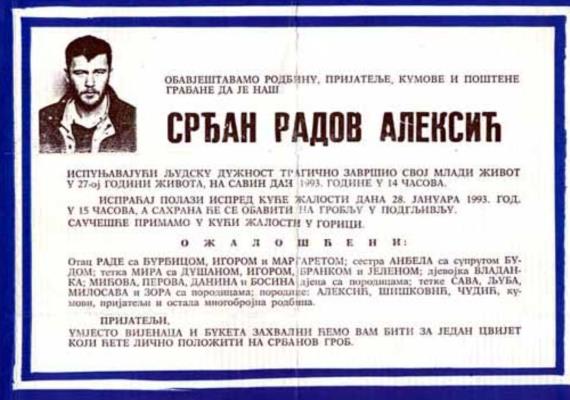 ОБАВЈЕШТАВАМО РОДБИНУ, ПРИЈАТЕЉЕ, КУМОВЕ И ПОШТЕНЕ
ГРАЂАНЕ ДА ЈЕ НАШ
СРЂАН РАДОВ АЛЕКСИЋ
ИСПУЊАВАЈУЋИ ЉУДСКУ ДУЖНОСТ ТРАГИЧНО ЗАВРШИО СВОЈ МЛАДИ ЖИВОТ
У 27-ој ГОДИНИ ЖИВОТА, НА САВИН ДАН 1993. ГОДИНЕ У 14 ЧАСОВА.
ИСПРАЋАЈ ПОЛАЗИ ИСПРЕД КУЋЕ ЖАЛОСТИ ДАНА 28. ЈАНУАРА 1993. ГОД.
У 15 ЧАСОВА, А САХРАНА ЋЕ СЕ ОБАВИТИ НА ГРОБЉУ У ПОДГЉИВЉУ.
САУЧЕШЋЕ ПРИМАМО У КУЋИ ЖАЛОСТИ У ГОРИЦИ.
О Ж А Л О Ш Ћ Е Н И :
Отац РАДЕ са ЂУРЂИЦОМ, ИГОРОМ и МАРГАРЕТОМ; сестра АНЂЕЛА са супругом БУ-
ДОМ; тетка МИРА са ДУШАНОМ, ИГОРОМ, БРАНКОМ и ЈЕЛЕНОМ; дјевојка ВЛАДАН-
КА; МИЋОВА, ПЕРОВА, ДАНИНА и БОСИНА дјеца са породицама; тетке САВА, ЉУБА,
МИЛОСАВА и ЗОРА са породицама; породице: АЛЕКСИЋ, ШИШКОВИЋ, ЧУДИЋ, ку-
мови, пријатељи и остала многобројна родбина.
ПРИЈАТЕЉИ,
УМЈЕСТО ВИЈЕНАЦА И БУКЕТА ЗАХВАЛНИ ЋЕМО ВАМ БИТИ ЗА ЈЕДАН ЦВИЈЕТ
КОЈИ ЋЕТЕ ЛИЧНО ПОЛОЖИТИ НА СРЂАНОВ ГРОБ.